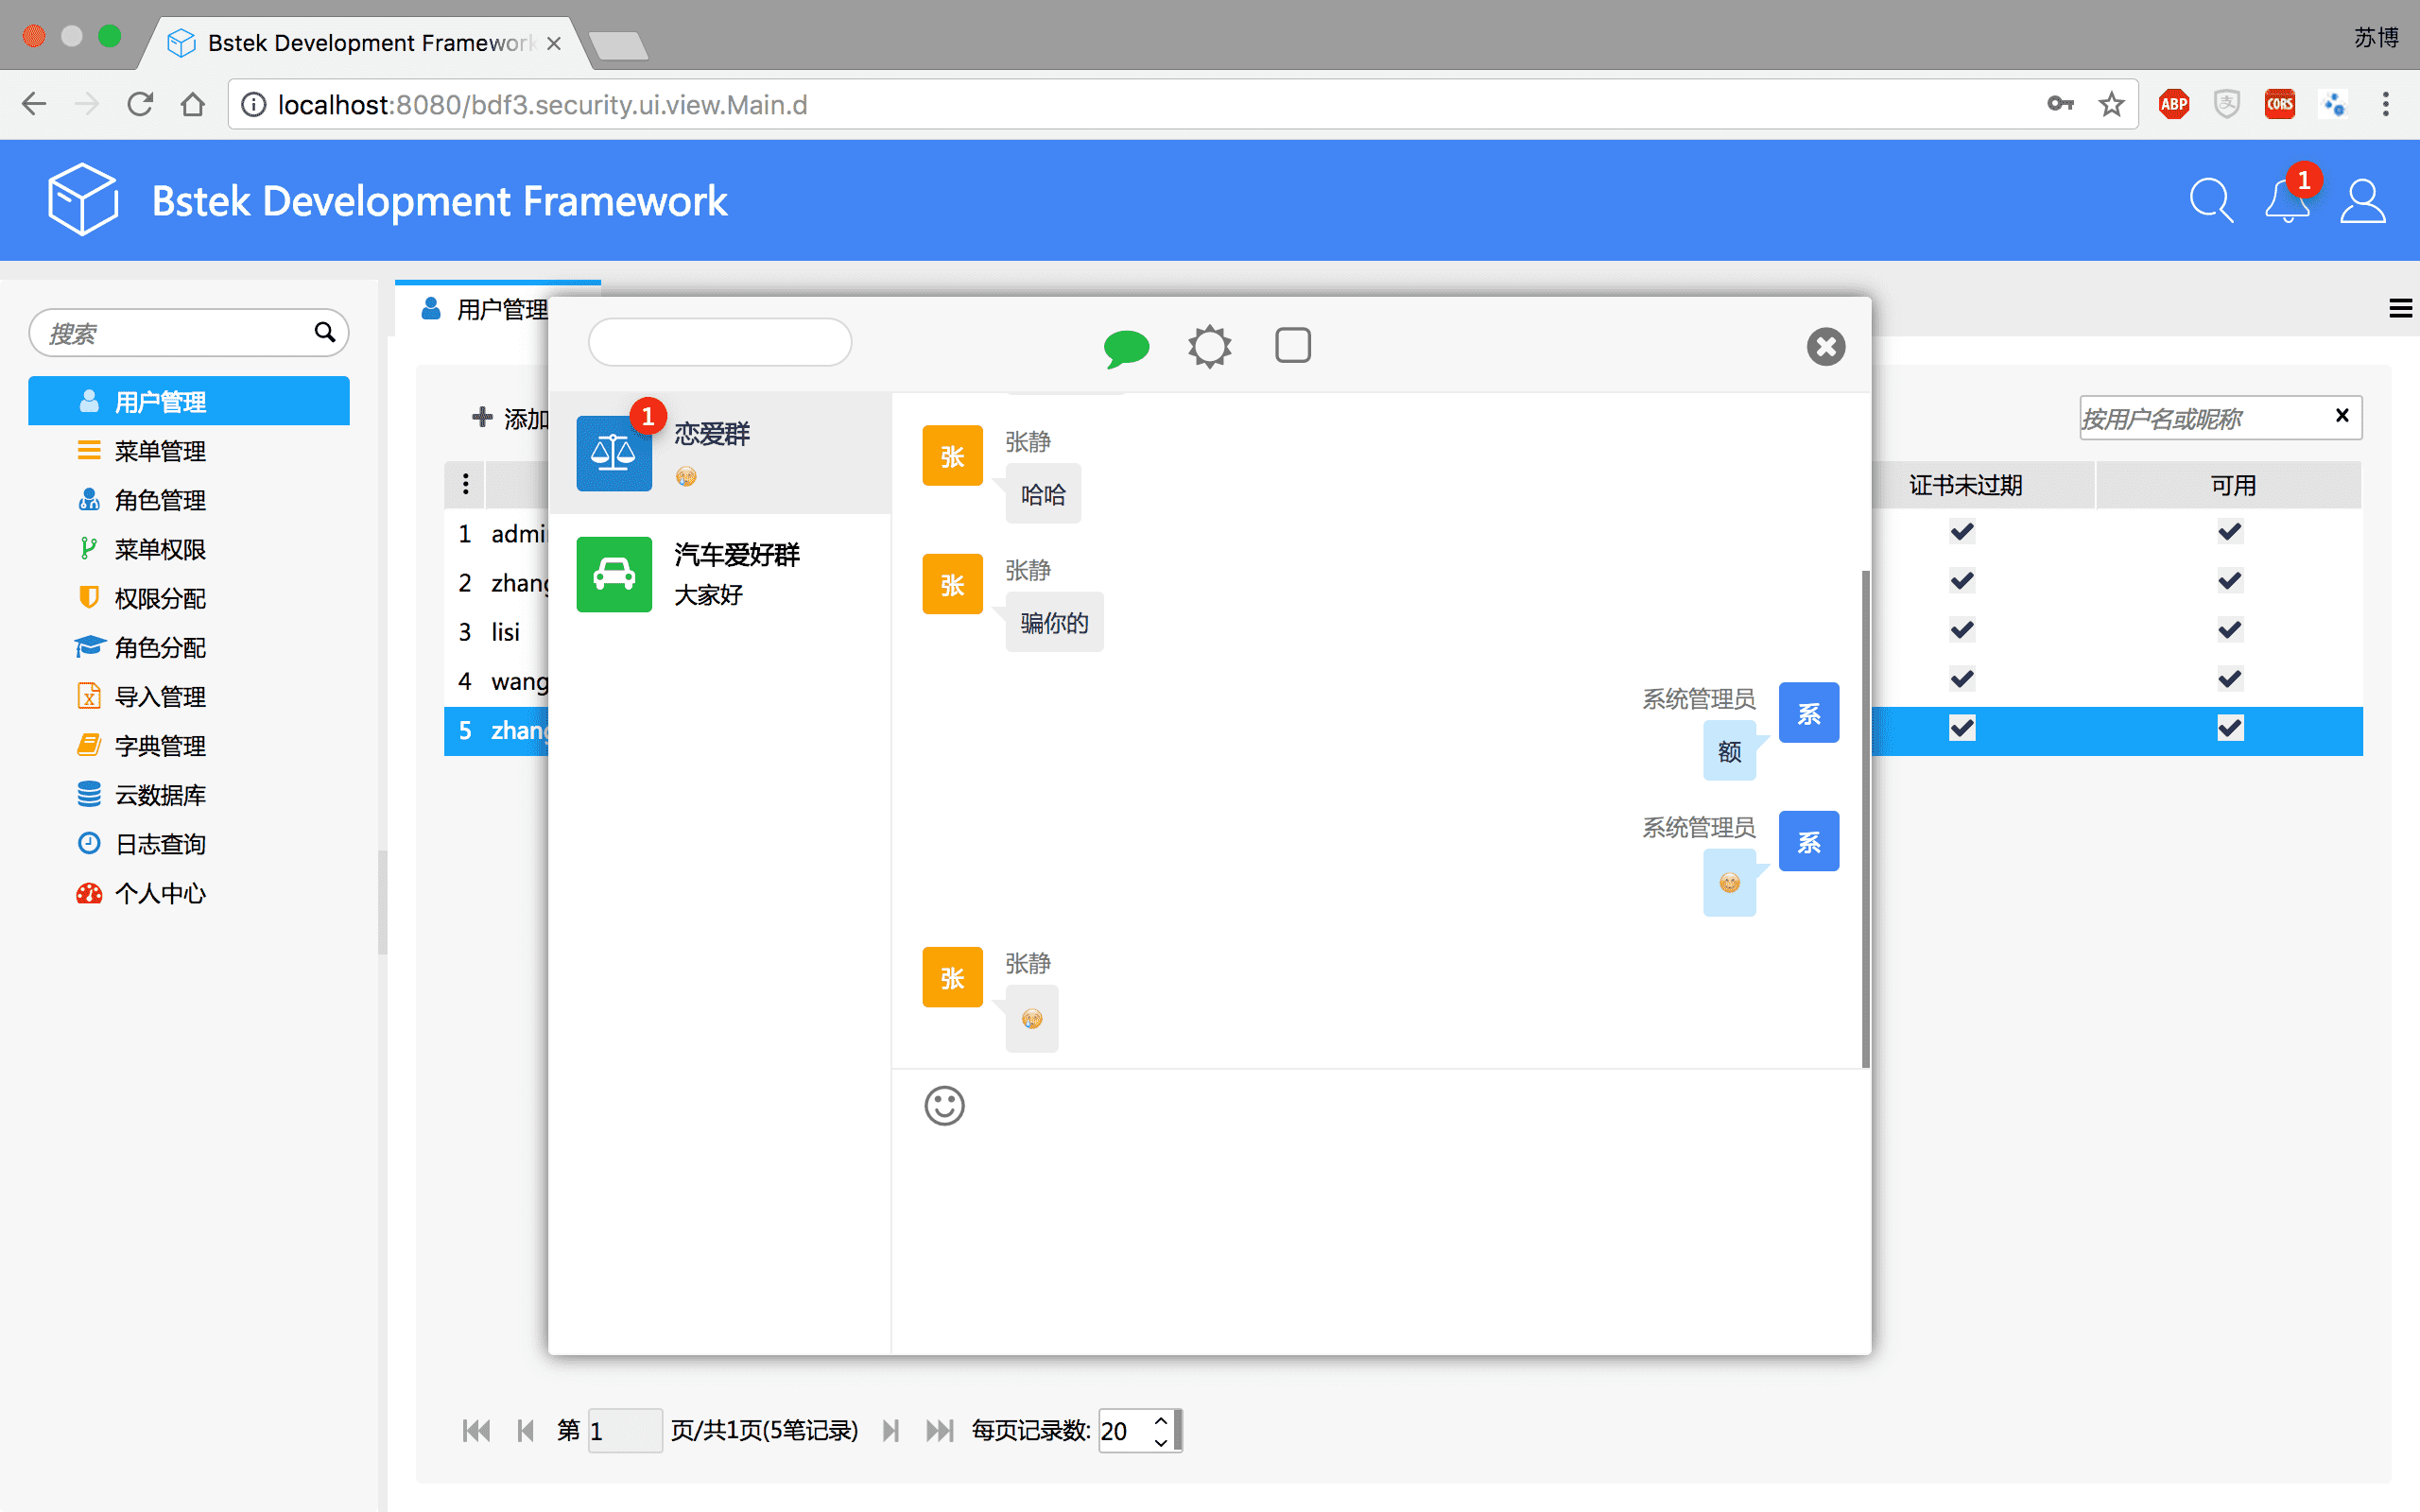 Bstek Development Framework
苏博
localhost:8080/bdf3.security.ui.view.Main.d
ABP
支
CORS
Bstek Development Framework
1
搜索
用户管理
菜单管理
角色管理
菜单权限
权限分配
角色分配
导入管理
字典管理
云数据库
日志查询
个人中心
用户管理
添加
按用户名或昵称
证书未过期
可用
1
2
3 lisi
4 wang
5
1
恋爱群
汽车爱好群
大家好
张
张静
哈哈
张
张静
骗你的
系统管理员
系
额
系统管理员
系
张
张静
第 1 页/共1页(5笔记录) 每页记录数: 20